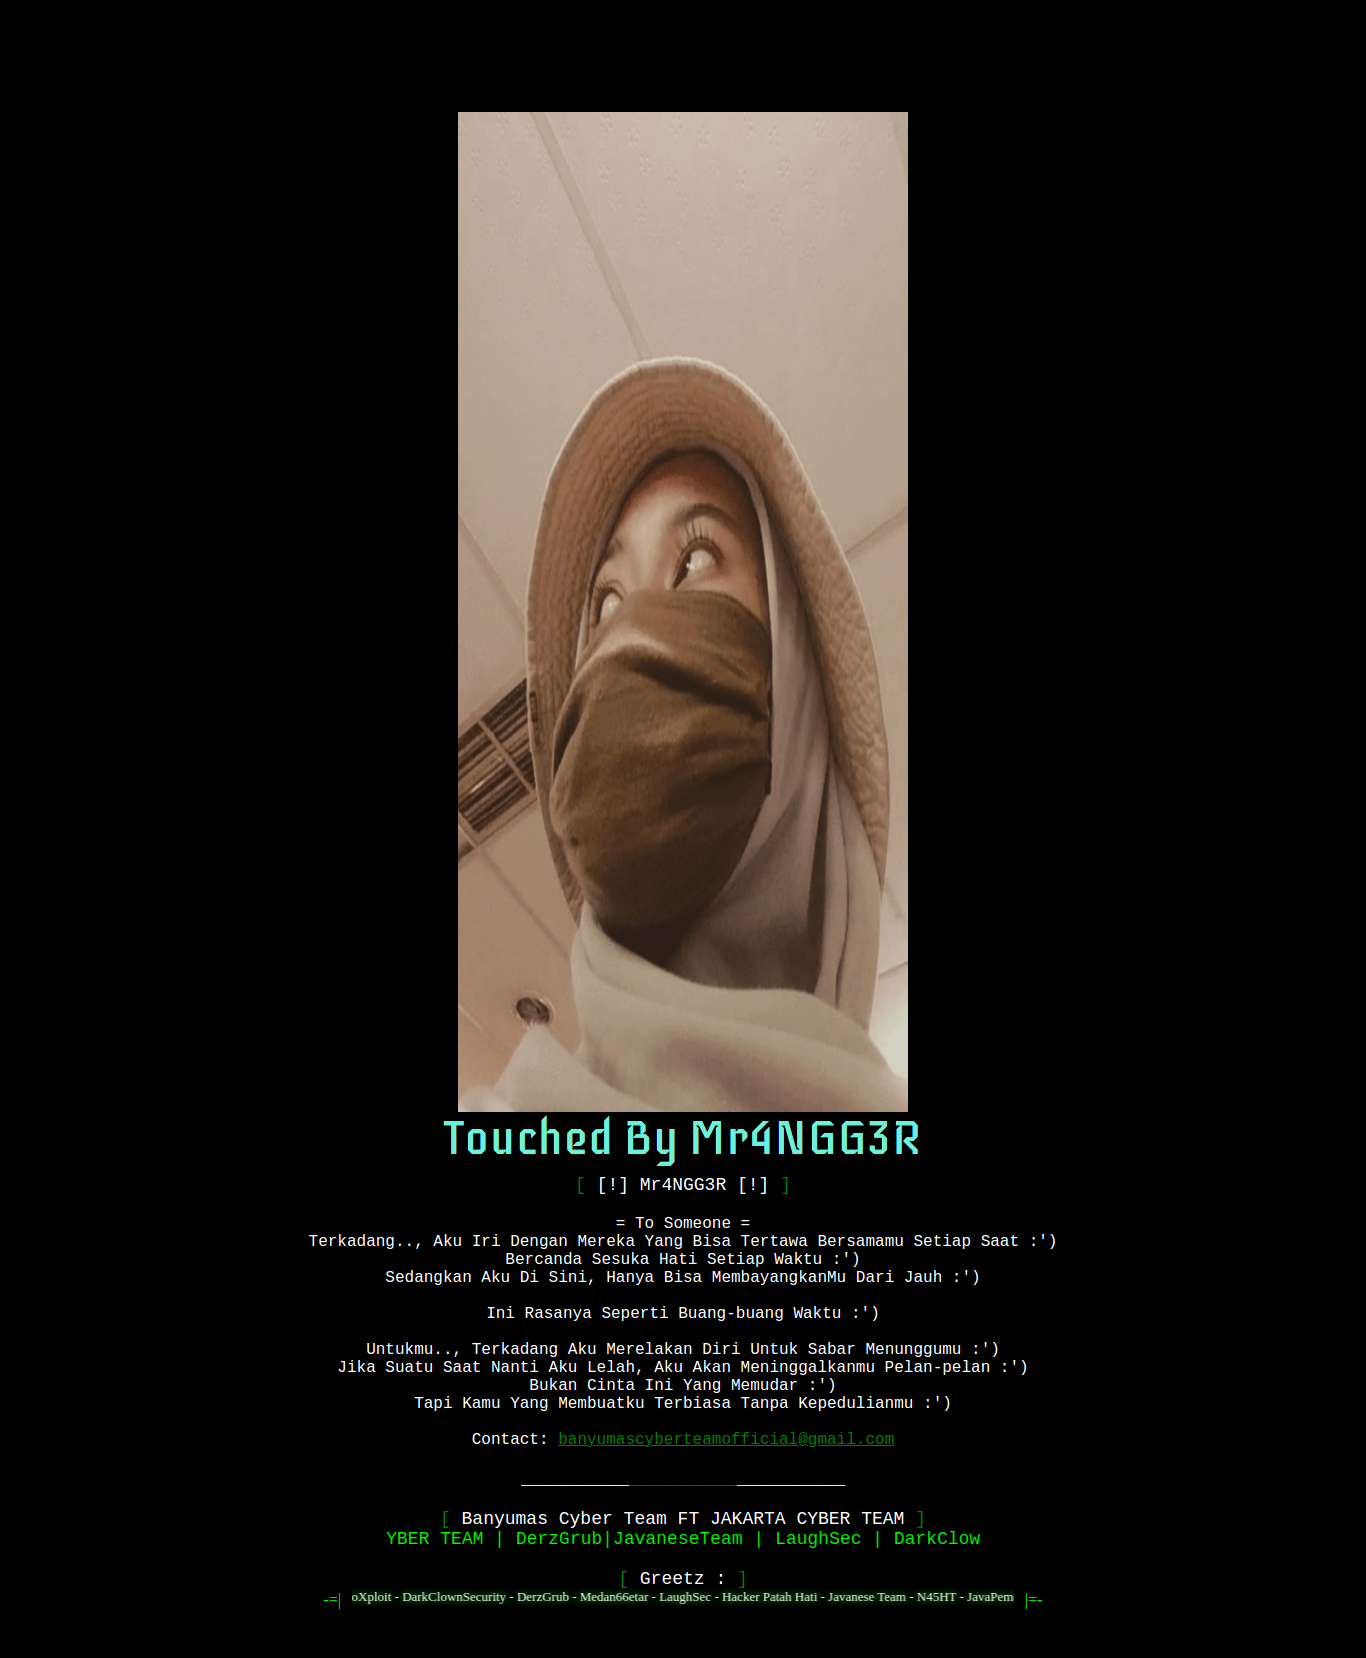 Touched By Mr4NGG3R
[ [!] Mr4NGG3R [!] ]
= To Someone =
Terkadang.., Aku Iri Dengan Mereka Yang Bisa Tertawa Bersamamu Setiap Saat :')
Bercanda Sesuka Hati Setiap Waktu :')
Sedangkan Aku Di Sini, Hanya Bisa MembayangkanMu Dari Jauh :')
Ini Rasanya Seperti Buang-buang Waktu :')
Untukmu.., Terkadang Aku Merelakan Diri Untuk Sabar Menunggumu :')
Jika Suatu Saat Nanti Aku Lelah, Aku Akan Meninggalkanmu Pelan-pelan :')
Bukan Cinta Ini Yang Memudar :')
Tapi Kamu Yang Membuatku Terbiasa Tanpa Kepedulianmu :')
Contact: banyumascyberteamofficial@gmail.com
[ Banyumas Cyber Team FT JAKARTA CYBER TEAM ]
YBER TEAM | DerzGrub|JavaneseTeam | LaughSec | DarkClow
[ Greetz : ]
-=| oXploit - DarkClownSecurity - DerzGrub - Medan66etar - LaughSec - Hacker Patah Hati - Javanese Team - N45HT - JavaPem |=-